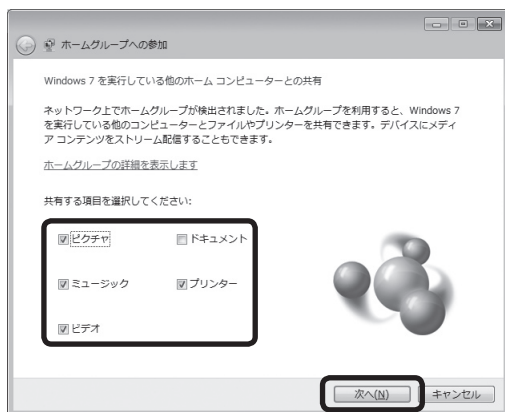 ホームグループへの参加
Windows 7 を実行している他のホーム コンピューターとの共有
ネットワーク上でホームグループが検出されました。ホームグループを利用すると、Windows 7
を実行している他のコンピューターとファイルやプリンターを共有できます。デバイスにメディ
ア コンテンツをストリーム配信することもできます。
ホームグループの詳細を表示します
共有する項目を選択してください:
ピクチャ ドキュメント
ミュージック プリンター
ビデオ
次へ(N) キャンセル